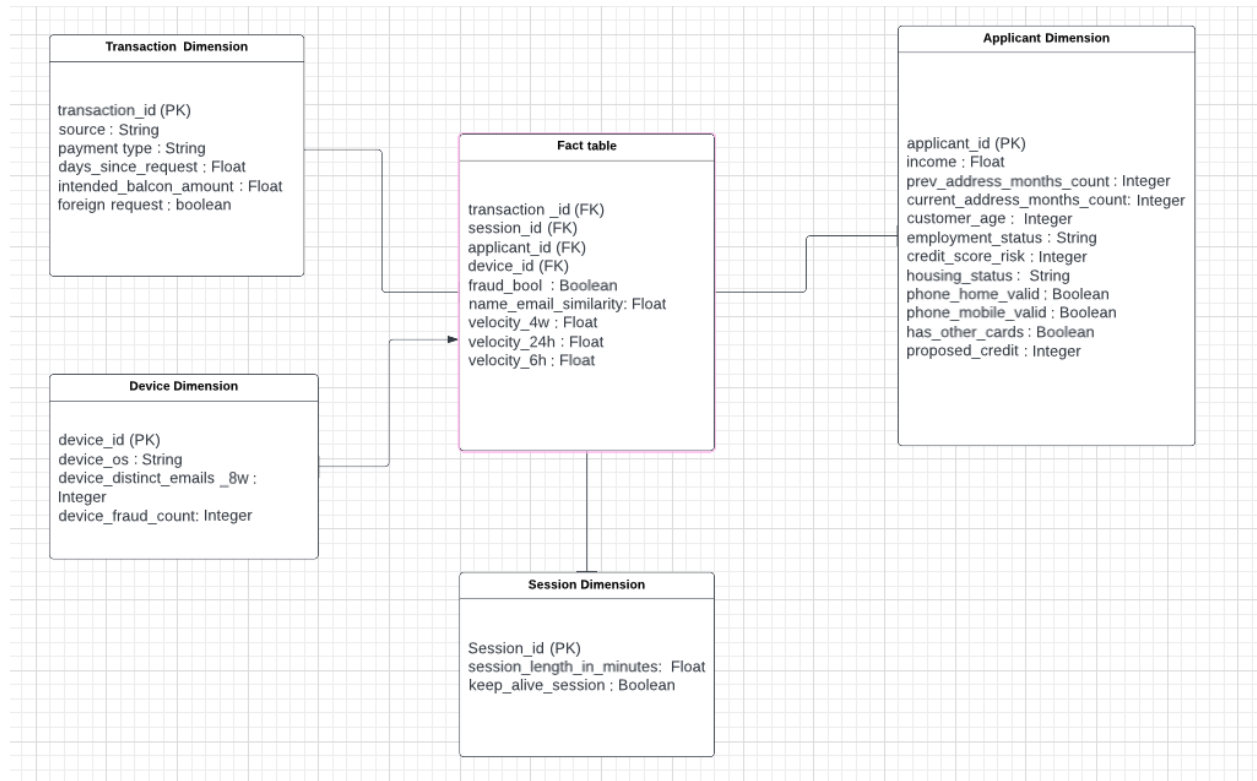 Transaction Dimension
transaction_id (PK)
source : String
payment type : String
days_since_request : Float
intended_balcon_amount : Float
foreign request : boolean
Fact table
transaction _id (FK)
session_id (FK)
applicant_id (FK)
device_id (FK)
fraud_bool : Boolean
name_email_similarity: Float
velocity_4w : Float
velocity_24h : Float
velocity_6h : Float
Applicant Dimension
applicant_id (PK)
income : Float
prev_address_months_count : Integer
current_address_months_count: Integer
customer_age : Integer
employment_status : String
credit_score_risk : Integer
housing_status : String
phone_home_valid : Boolean
phone_mobile_valid : Boolean
has_other_cards : Boolean
proposed_credit : Integer
Device Dimension
device_id (PK)
device_os : String
device_distinct_emails _8w :
Integer
device_fraud_count: Integer
Session Dimension
Session_id (PK)
session_length_in_minutes: Float
keep_alive_session : Boolean